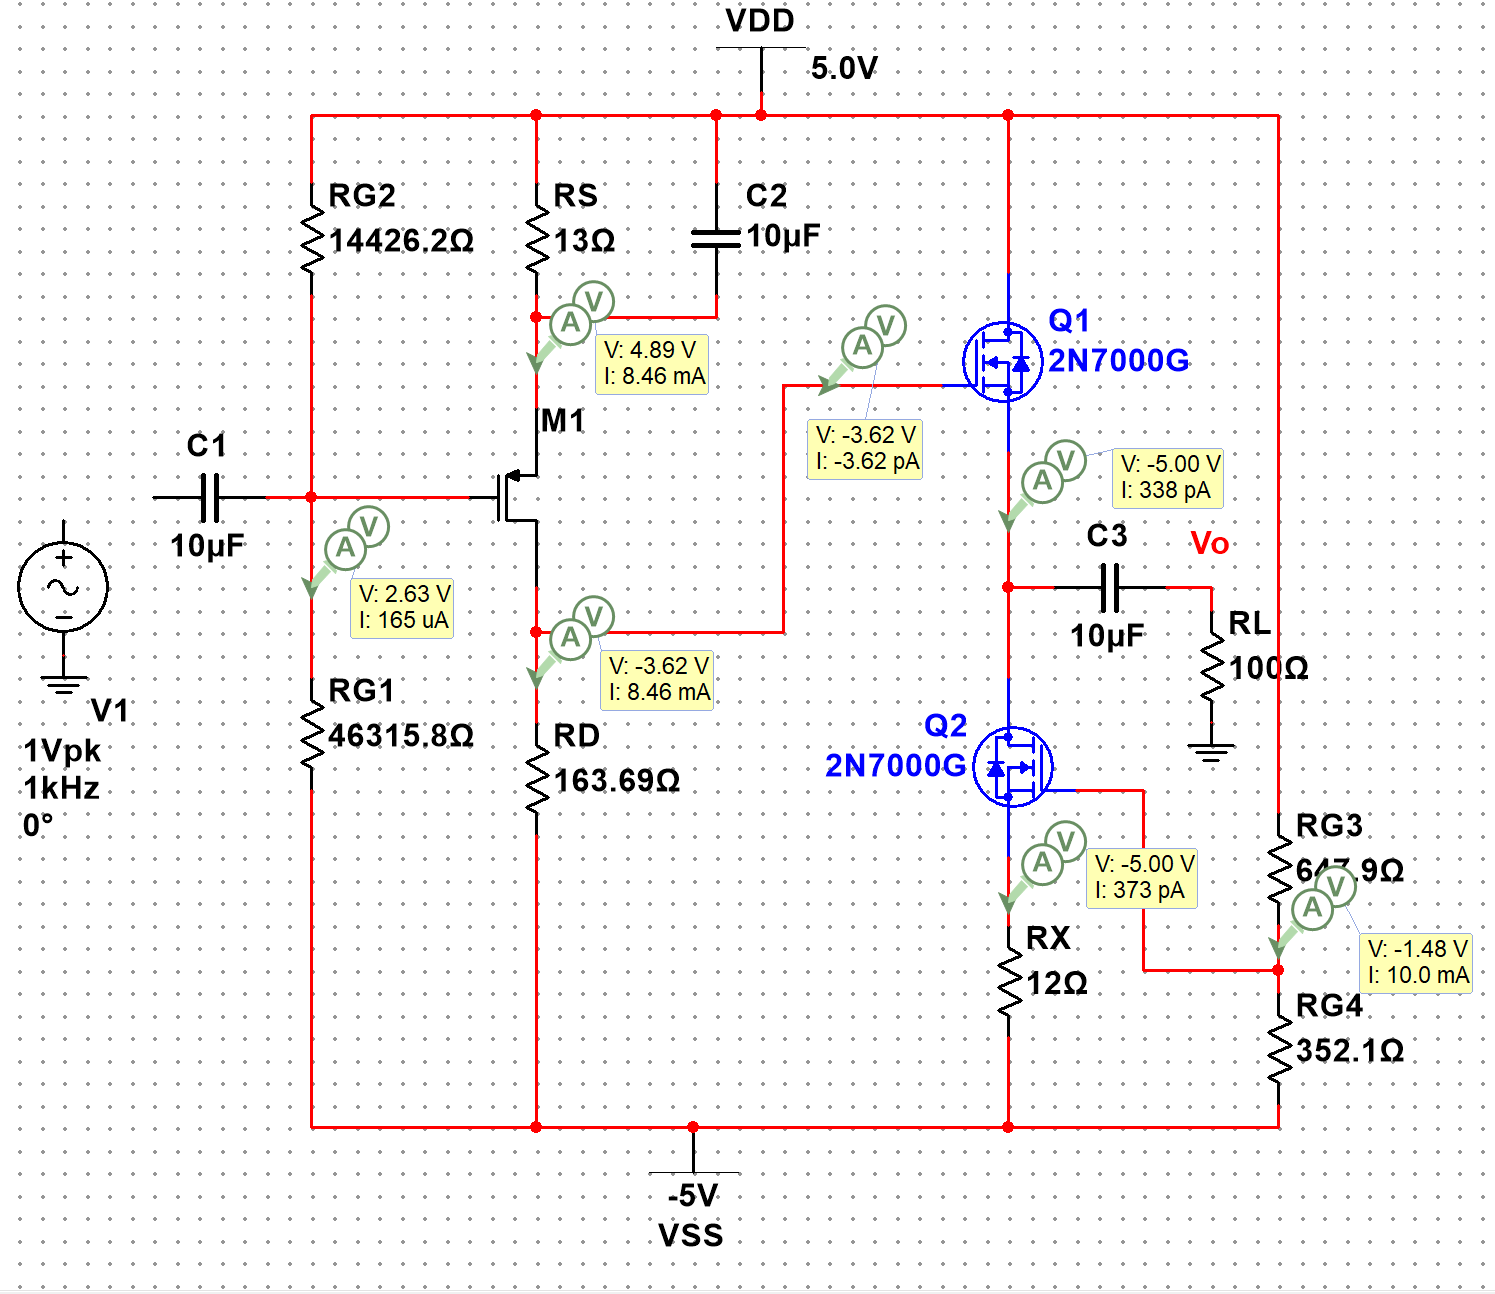 VDD
5.0V
RG2
14426.2Ω
RS
13Ω
C2
10µF
V
A
V: 4.89 V
I: 8.46 mA
V
A
V: -3.62 V
I: -3.62 pA
Q1
2N7000G
M1
C1
10µF
V
A
V: -5.00 V
I: 338 pA
V
A
V: 2.63 V
I: 165 uA
C3
10µF
Vo
RL
100Ω
V
A
V: -3.62 V
I: 8.46 mA
V1
1Vpk
1kHz
0°
RG1
46315.8Ω
RD
163.69Ω
Q2
2N7000G
V
A
V: -5.00 V
I: 373 pA
RG3
V
A
V: -1.48 V
I: 10.0 mA
RX
12Ω
RG4
352.1Ω
-5V
VSS